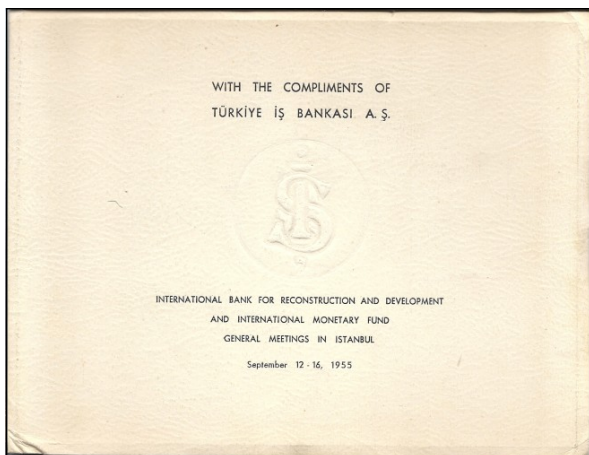 WITH THE COMPLIMENTS OF
TÜRKİYE İŞ BANKASI A. Ş.
İŞ
INTERNATIONAL BANK FOR RECONSTRUCTION AND DEVELOPMENT
AND INTERNATIONAL MONETARY FUND
GENERAL MEETINGS IN ISTANBUL
September 12 - 16, 1955